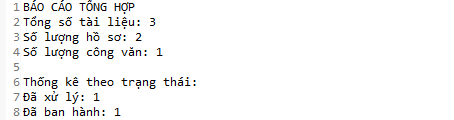 1 BÁO CÁO TỔNG HỢP
2 Tổng số tài liệu: 3
3 Số lượng hồ sơ: 2
4 Số lượng công văn: 1
5
6 Thống kê theo trạng thái:
7 Đã xử lý: 1
8 Đã ban hành: 1